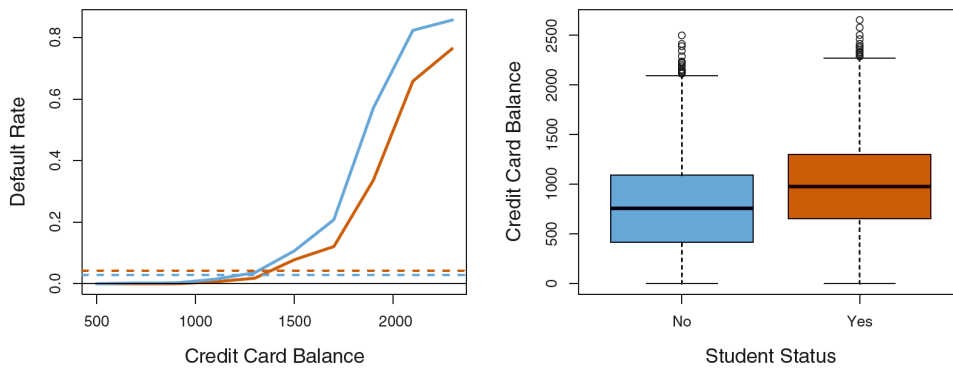 Default Rate
0.8
0.6
0.4
0.2
0.0
500
1000
1500
2000
Credit Card Balance
Credit Card Balance
2500
2000
1500
1000
500
0
No
Yes
Student Status